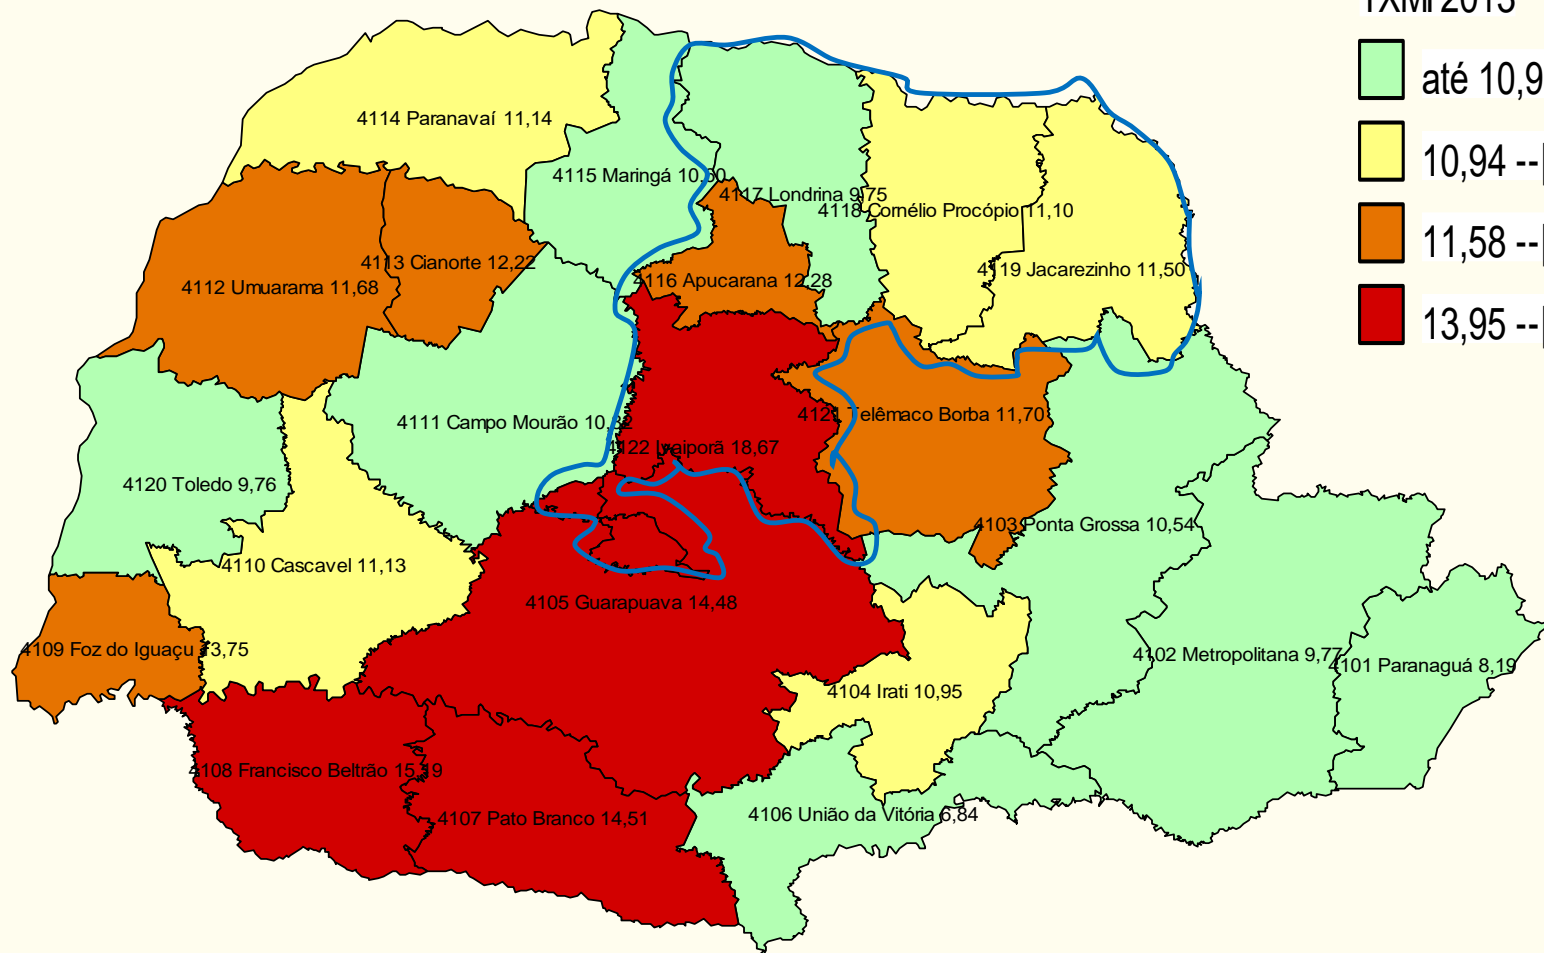 TXMI 2013
até 10,9
10,94 --|
11,58 --|
13,95 --|
4114 Paranavaí 11,14
4115 Maringá 10,60
4117 Londrina 9,75
4118 Cornélio Procópio 11,10
4119 Jacarezinho 11,50
4113 Cianorte 12,22
4112 Umuarama 11,68
4116 Apucarana 12,28
4111 Campo Mourão 10,82
4121 Telêmaco Borba 11,70
4122 Ivaiporã 18,67
4120 Toledo 9,76
4103 Ponta Grossa 10,54
4110 Cascavel 11,13
4105 Guarapuava 14,48
4109 Foz do Iguaçu 13,75
4102 Metropolitana 9,77
4101 Paranaguá 8,19
4104 Irati 10,95
4108 Francisco Beltrão 15,19
4107 Pato Branco 14,51
4106 União da Vitória 6,84